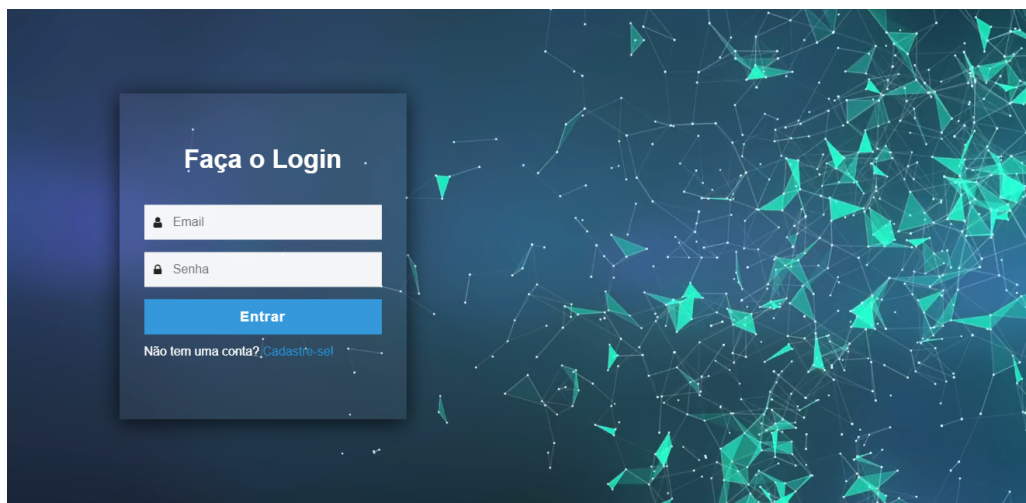 Faça o Login
Email
Senha
Entrar
Não tem uma conta? Cadastre-se!